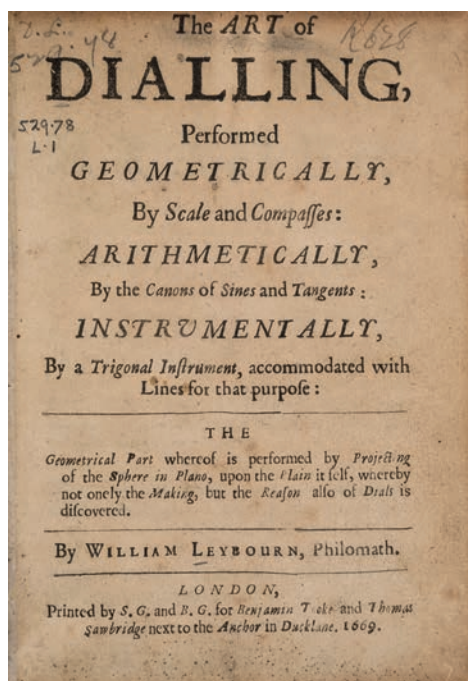 The ART of
DIALLING,
529.78
L.1
Performed
GEOMETRICALLY,
By Scale and Compaſſes:
ARITHMETICALLY,
By the Canons of Sines and Tangents:
INSTRUMENTALLY,
By a Trigonal Inſtrument, accommodated with
Lines for that purpoſe:
THE
Geometrical Part whereof is performed by Projecting
of the Sphere in Plano, upon the Plain it ſelf, whereby
not onely the Making, but the Reaſon alſo of Dials is
diſcovered.
By WILLIAM LEYBOURN, Philomath.
LONDON,
Printed by S. G. and B. G. for Benjamin Tooke and Thomas
Sawbridge next to the Anchor in Ducklane. 1669.